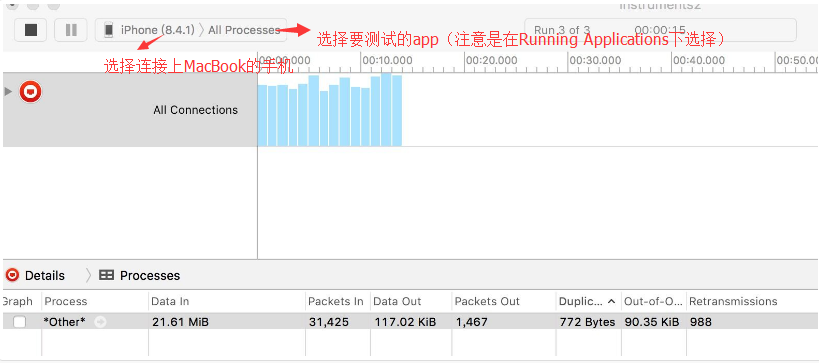 Instruments2
iPhone (8.4.1) 〉All Processes
选择要测试的app（注意是在Running Applications下选择）
Run 3 of 3 00:00:15
选择连接上MacBook的手机
00:00.000 00:10.000 00:20.000 00:30.000 00:40.000 00:50.000
All Connections
Details 〉 Processes
Graph Process Data In Packets In Data Out Packets Out Duplic... Out-of-O... Retransmissions
*Other* 21.61 MiB 31,425 117.02 KiB 1,467 772 Bytes 90.35 KiB 988